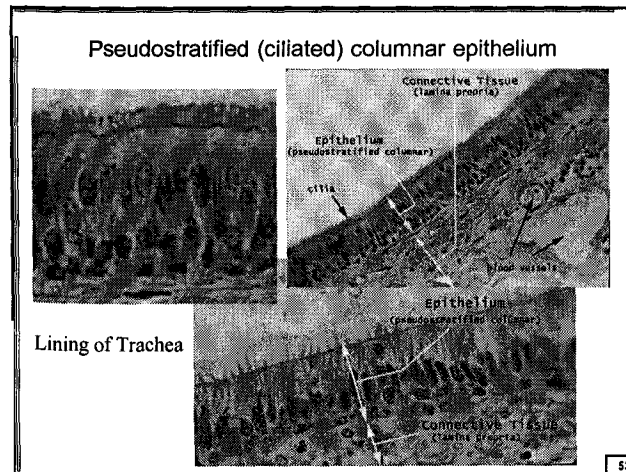 Pseudostratified (ciliated) columnar epithelium
Connective Tissue
(lamina propria)
Epithelium
(pseudostratified columnar)
cilia
blood vessels
Epithelium
(pseudostratified columnar)
Lining of Trachea
Connective Tissue
(lamina propria)